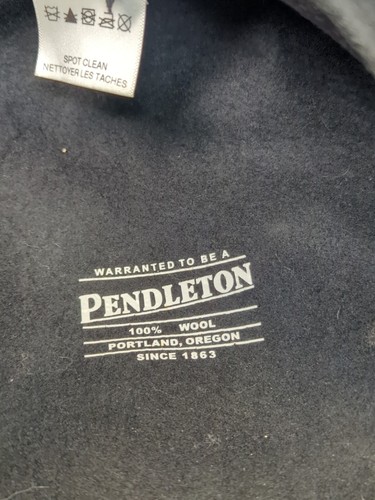 SPOT CLEAN
NETTOYER LES TACHES
WARRANTED TO BE A
PENDLETON
100% WOOL
PORTLAND, OREGON
SINCE 1863